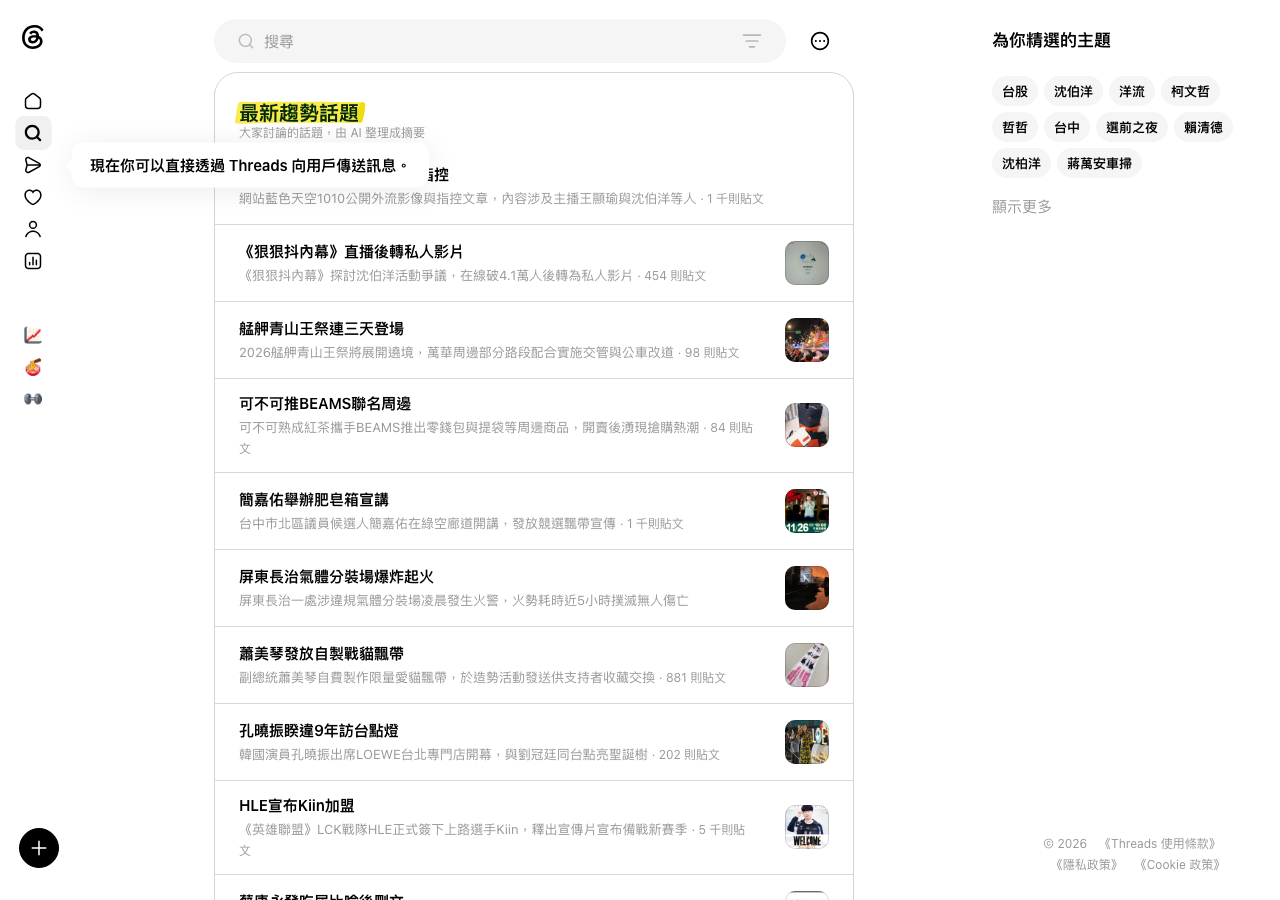 搜尋
最新趨勢話題
大家討論的話題，由 AI 整理成摘要
現在你可以直接透過 Threads 向用戶傳送訊息。
指控
網站藍色天空1010公開外流影像與指控文章，內容涉及主播王顥瑜與沈伯洋等人 · 1 千則貼文
《狠狠抖內幕》直播後轉私人影片
《狠狠抖內幕》探討沈伯洋活動爭議，在線破4.1萬人後轉為私人影片 · 454 則貼文
艋舺青山王祭連三天登場
2026艋舺青山王祭將展開遶境，萬華周邊部分路段配合實施交管與公車改道 · 98 則貼文
可不可推BEAMS聯名周邊
可不可熟成紅茶攜手BEAMS推出零錢包與提袋等周邊商品，開賣後湧現搶購熱潮 · 84 則貼
文
簡嘉佑舉辦肥皂箱宣講
台中市北區議員候選人簡嘉佑在綠空廊道開講，發放競選飄帶宣傳 · 1 千則貼文
11/26
屏東長治氣體分裝場爆炸起火
屏東長治一處涉違規氣體分裝場凌晨發生火警，火勢耗時近5小時撲滅無人傷亡
蕭美琴發放自製戰貓飄帶
副總統蕭美琴自費製作限量愛貓飄帶，於造勢活動發送供支持者收藏交換 · 881 則貼文
孔曉振睽違9年訪台點燈
韓國演員孔曉振出席LOEWE台北專門店開幕，與劉冠廷同台點亮聖誕樹 · 202 則貼文
HLE宣布Kiin加盟
《英雄聯盟》LCK戰隊HLE正式簽下上路選手Kiin，釋出宣傳片宣布備戰新賽季 · 5 千則貼
文
WELCOME
為你精選的主題
台股 沈伯洋 洋流 柯文哲
哲哲 台中 選前之夜 賴清德
沈柏洋 蔣萬安車掃
顯示更多
© 2026 《Threads 使用條款》
《隱私政策》 《Cookie 政策》